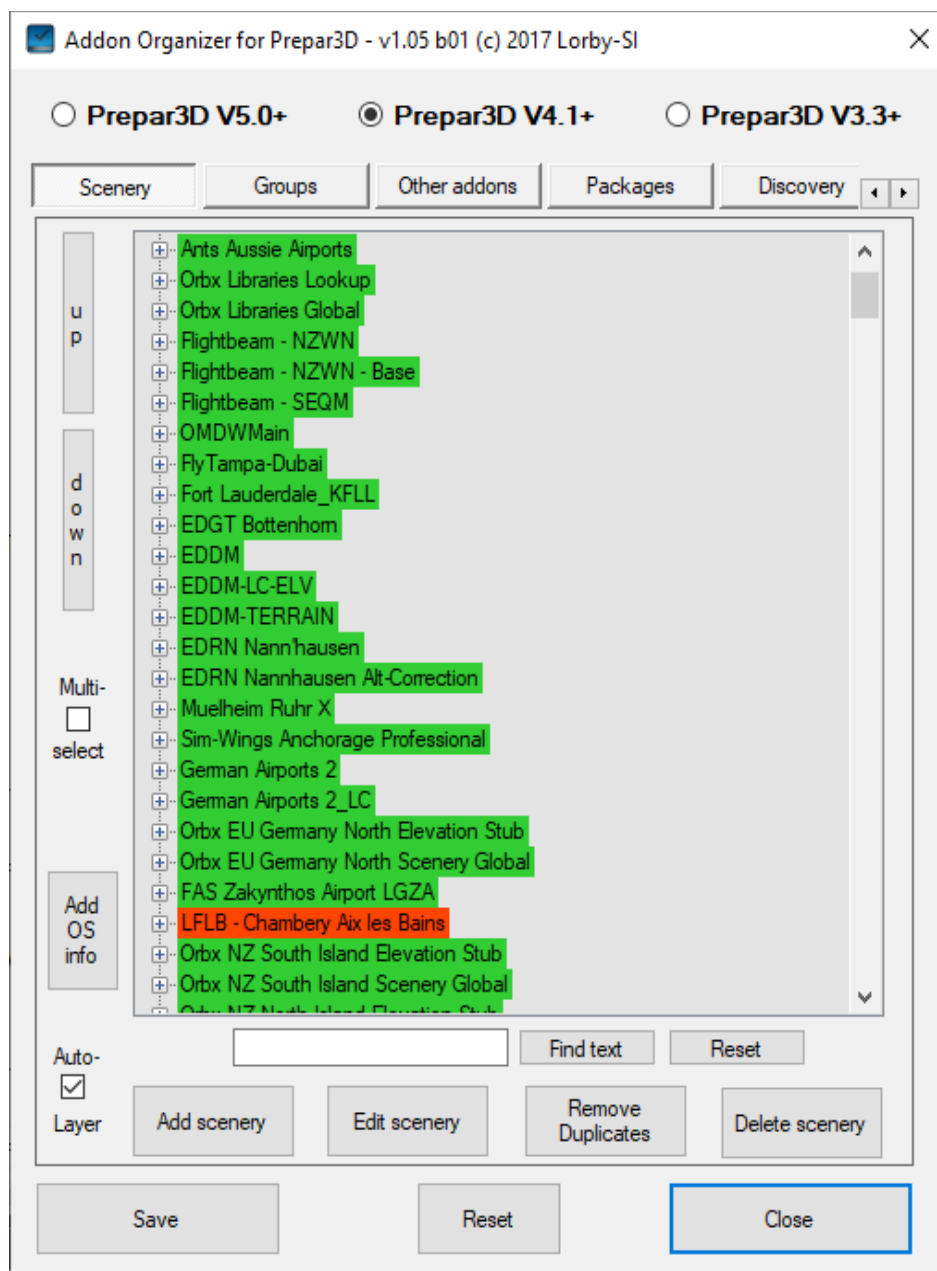 Addon Organizer for Prepar3D - v1.05 b01 (c) 2017 Lorby-SI
Prepar3D V5.0+
Prepar3D V4.1+
Prepar3D V3.3+
Scenery
Groups
Other addons
Packages
Discovery
up
down
Multi-
select
Add
OS
info
Auto-
Layer
Ants Aussie Airports
Orbx Libraries Lookup
Orbx Libraries Global
Flightbeam - NZWN
Flightbeam - NZWN - Base
Flightbeam - SEQM
OMDWMain
FlyTampa-Dubai
Fort Lauderdale_KFLL
EDGT Bottenhorn
EDDM
EDDM-LC-ELV
EDDM-TERRAIN
EDRN Nann'hausen
EDRN Nannhausen Alt-Correction
Muelheim Ruhr X
Sim-Wings Anchorage Professional
German Airports 2
German Airports 2_LC
Orbx EU Germany North Elevation Stub
Orbx EU Germany North Scenery Global
FAS Zakynthos Airport LGZA
LFLB - Chambery Aix les Bains
Orbx NZ South Island Elevation Stub
Orbx NZ South Island Scenery Global
Orbx NZ North Island Elevation Stub
Find text
Reset
Add scenery
Edit scenery
Remove
Duplicates
Delete scenery
Save
Reset
Close